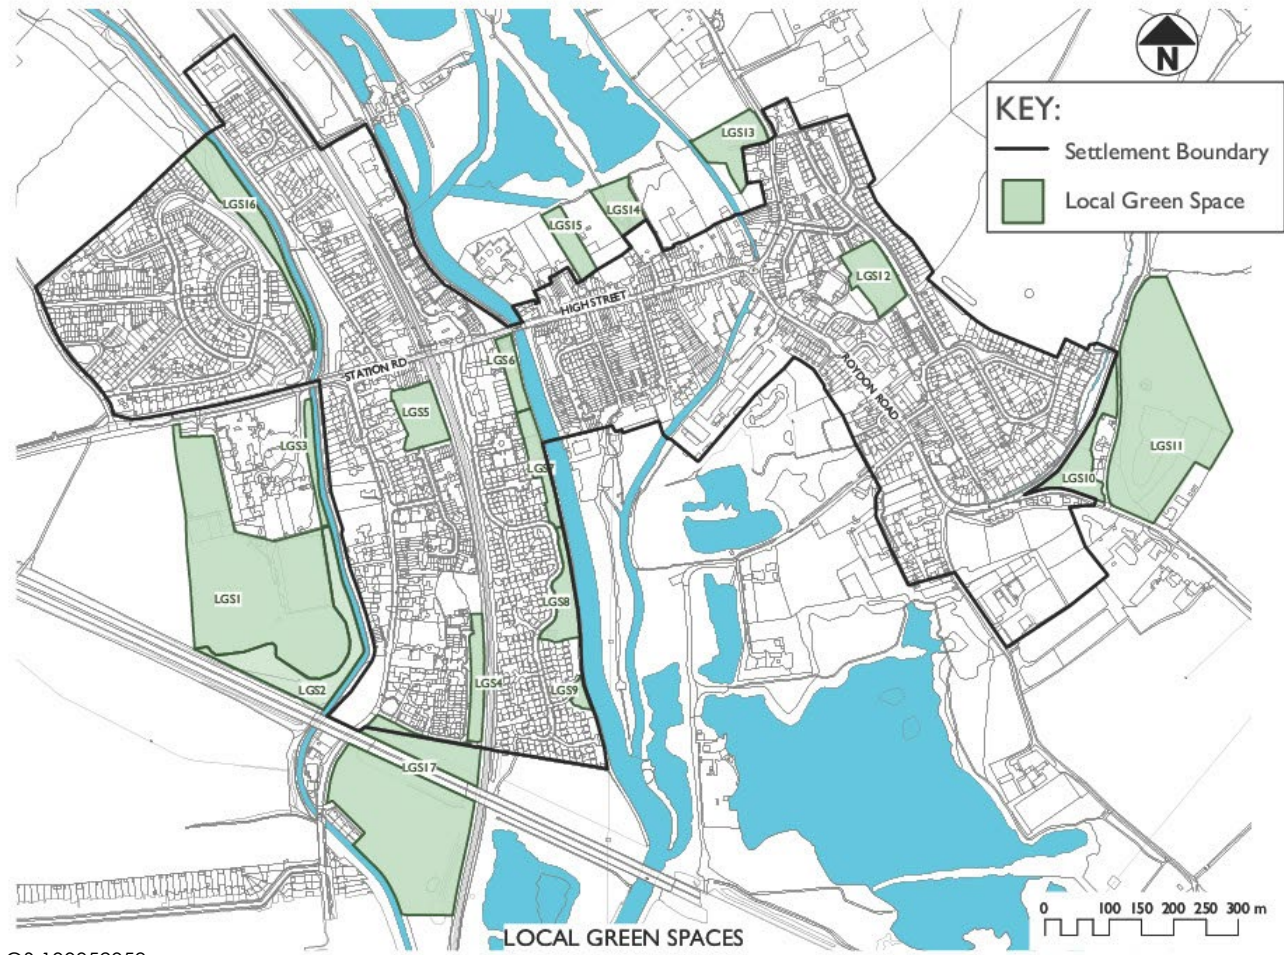 N
KEY:
Settlement Boundary
Local Green Space
LGS13
LGS16
LGS14
LGS15
LGS12
HIGH STREET
LGS6
STATION RD
ROYDON ROAD
LGS5
LGS3
LGS11
LGS7
LGS10
LGS1
LGS8
LGS4
LGS2
LGS9
LGS17
0 100 150 200 250 300 m
LOCAL GREEN SPACES